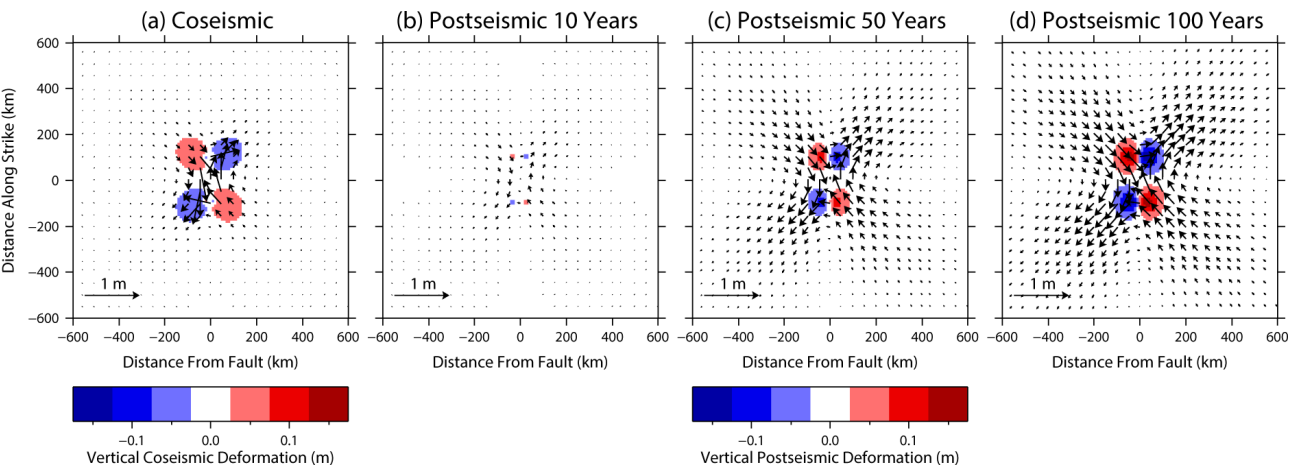 (a) Coseismic
(b) Postseismic 10 Years
(c) Postseismic 50 Years
(d) Postseismic 100 Years
Distance Along Strike (km)
600
400
200
0
−200
−400
−600
1 m
1 m
1 m
1 m
−600 −400 −200 0 200 400 600
−600 −400 −200 0 200 400 600
−600 −400 −200 0 200 400 600
−600 −400 −200 0 200 400 600
Distance From Fault (km)
Distance From Fault (km)
Distance From Fault (km)
Distance From Fault (km)
−0.1 0.0 0.1
Vertical Coseismic Deformation (m)
−0.1 0.0 0.1
Vertical Postseismic Deformation (m)